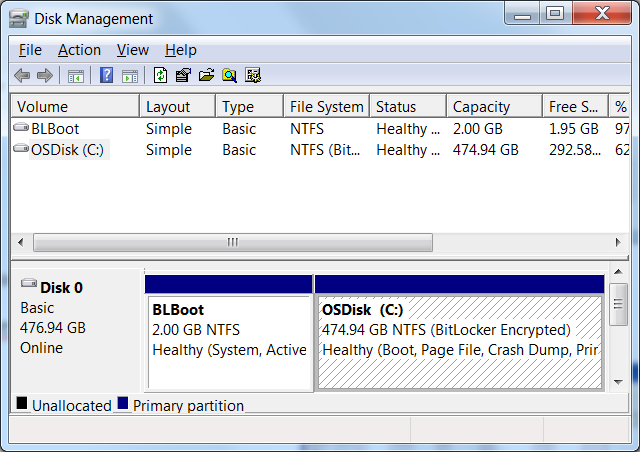 Disk Management
File Action View Help
Volume Layout Type File System Status Capacity Free S... %
BLBoot Simple Basic NTFS Healthy ... 2.00 GB 1.95 GB 97
OSDisk (C:) Simple Basic NTFS (Bit... Healthy ... 474.94 GB 292.58... 62
Disk 0
Basic
476.94 GB
Online
BLBoot
2.00 GB NTFS
Healthy (System, Active
OSDisk (C:)
474.94 GB NTFS (BitLocker Encrypted)
Healthy (Boot, Page File, Crash Dump, Prir
Unallocated Primary partition